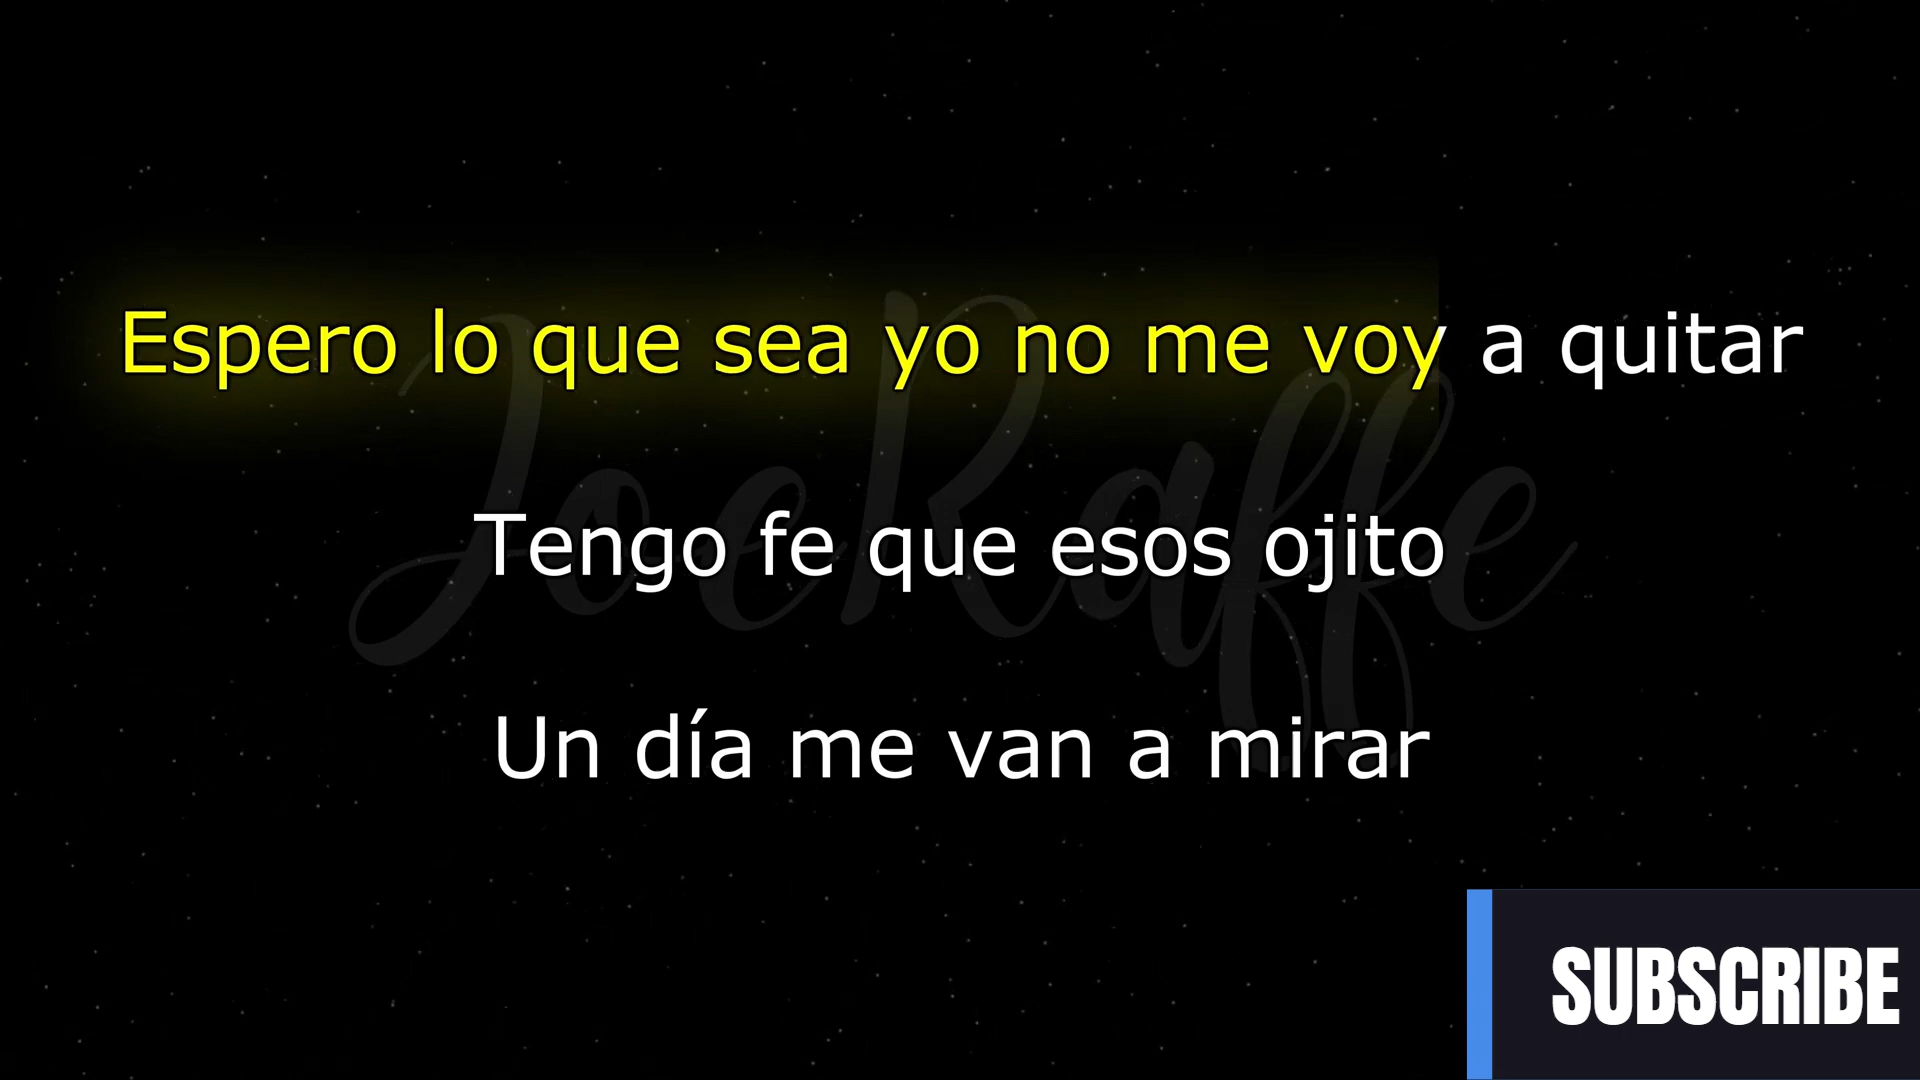 Espero lo que sea yo no me voy a quitar
JoeRaffe
Tengo fe que esos ojito
Un día me van a mirar
SUBSCRIBE